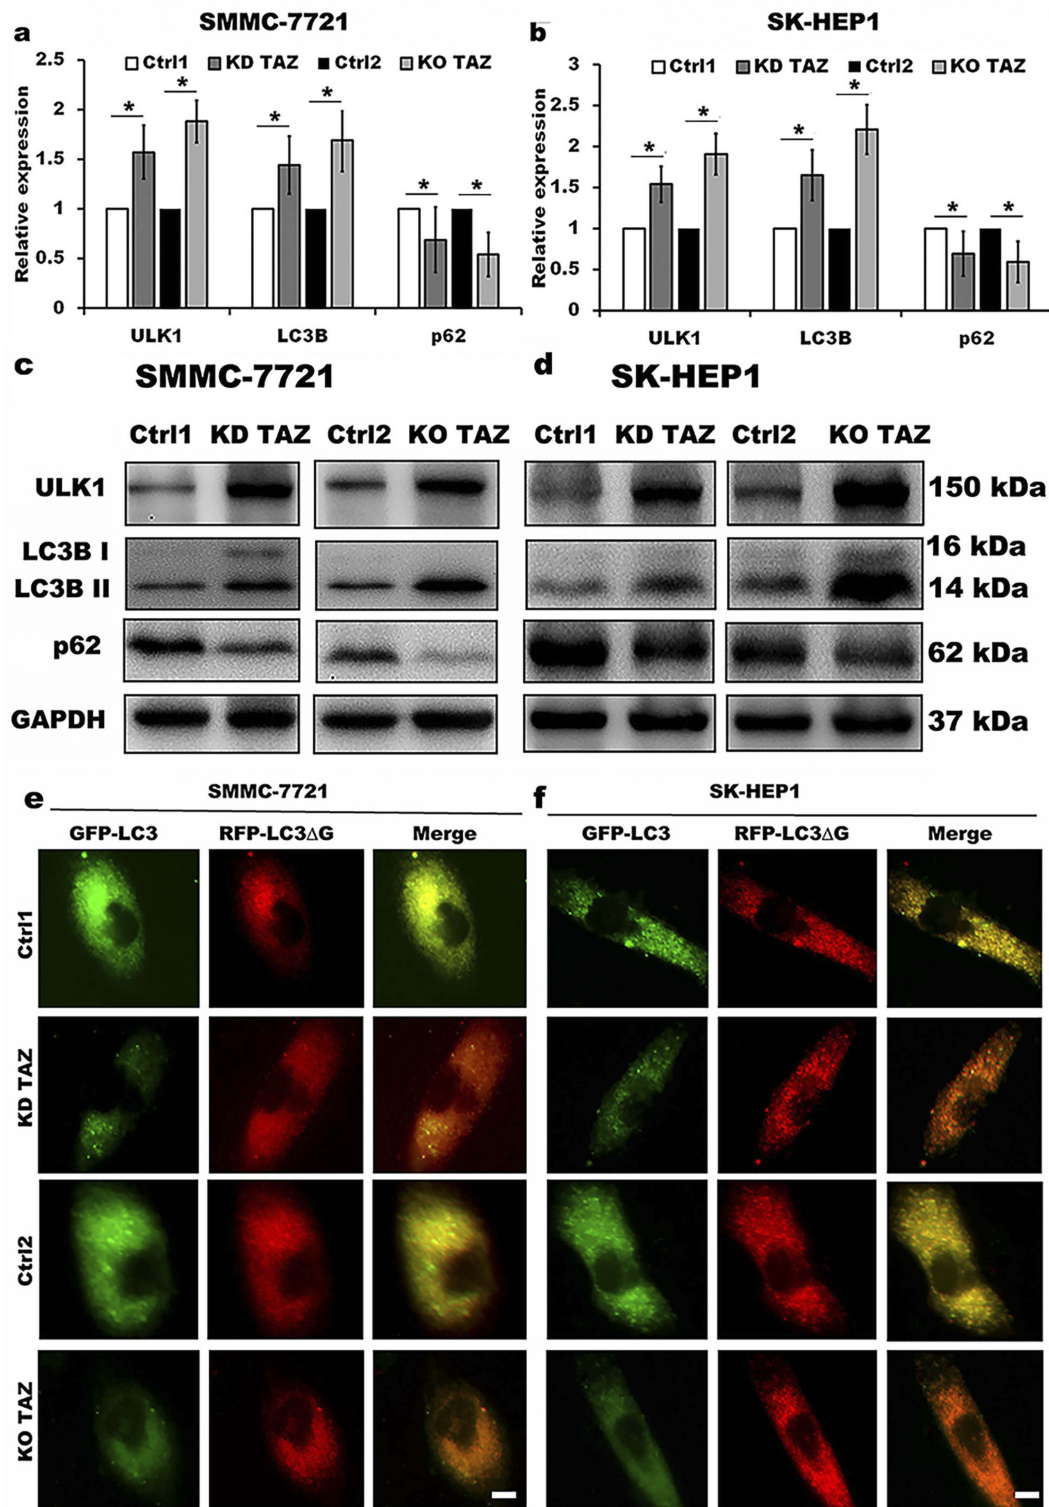 a
SMMC-7721
Ctrl1 KD TAZ Ctrl2 KO TAZ
Relative expression
2.5
2
1.5
1
0.5
0
* * * * * *
ULK1 LC3B p62
b
SK-HEP1
Ctrl1 KD TAZ Ctrl2 KO TAZ
Relative expression
3
2.5
2
1.5
1
0.5
0
* * * * * *
ULK1 LC3B p62
c SMMC-7721
d SK-HEP1
Ctrl1 KD TAZ Ctrl2 KO TAZ Ctrl1 KD TAZ Ctrl2 KO TAZ
ULK1 150 kDa
LC3B I 16 kDa
LC3B II 14 kDa
p62 62 kDa
GAPDH 37 kDa
e SMMC-7721
GFP-LC3 RFP-LC3ΔG Merge
f SK-HEP1
GFP-LC3 RFP-LC3ΔG Merge
Ctrl1
KD TAZ
Ctrl2
KO TAZ